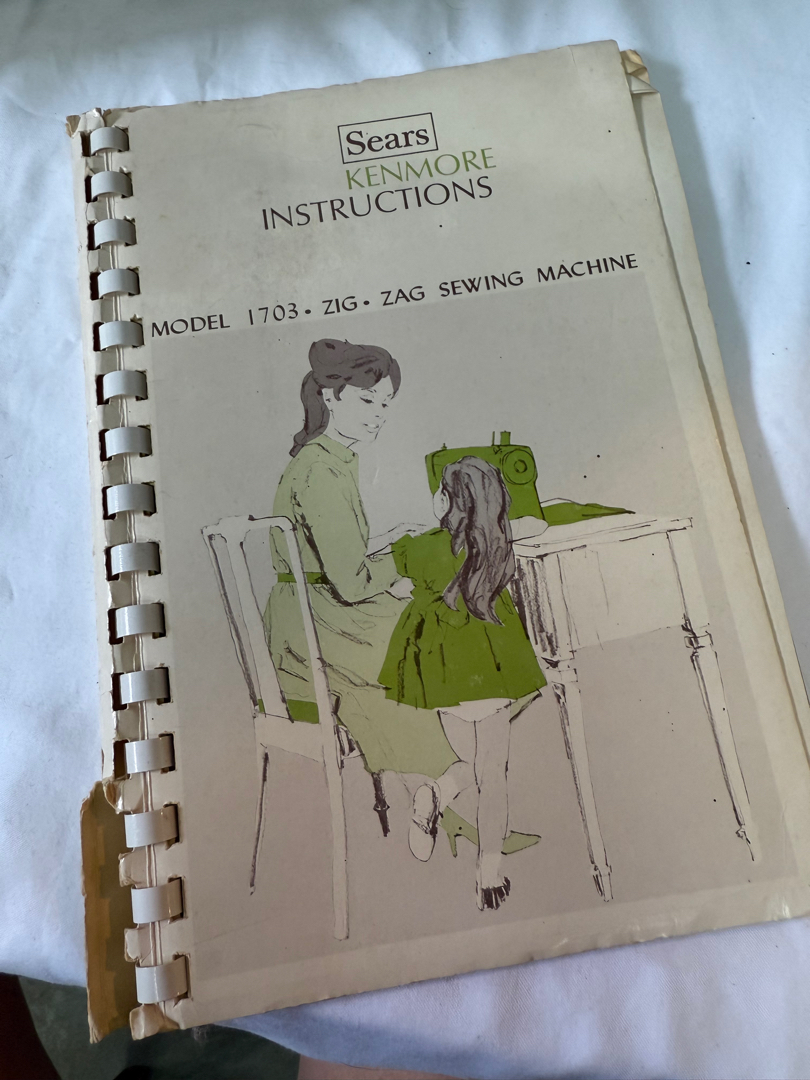 Sears
KENMORE
INSTRUCTIONS
MODEL 1703 • ZIG • ZAG SEWING MACHINE